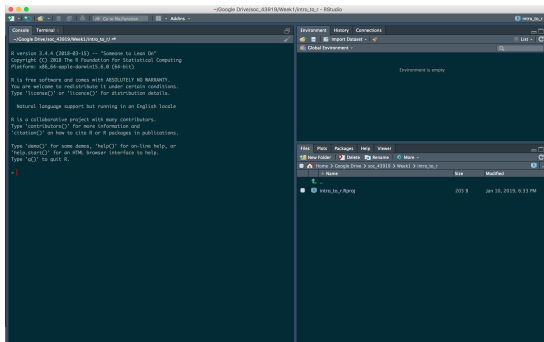 ~/Google Drive/soc_43919/Week1/intro_to_r - RStudio
Go to file/function
Addins
intro_to_r
Console Terminal
~/Google Drive/soc_43919/Week1/intro_to_r/
R version 3.4.4 (2018-03-15) -- "Someone to Lean On"
Copyright (C) 2018 The R Foundation for Statistical Computing
Platform: x86_64-apple-darwin15.6.0 (64-bit)
R is free software and comes with ABSOLUTELY NO WARRANTY.
You are welcome to redistribute it under certain conditions.
Type 'license()' or 'licence()' for distribution details.
Natural language support but running in an English locale
R is a collaborative project with many contributors.
Type 'contributors()' for more information and
'citation()' on how to cite R or R packages in publications.
Type 'demo()' for some demos, 'help()' for on-line help, or
'help.start()' for an HTML browser interface to help.
Type 'q()' to quit R.
>
Environment History Connections
Import Dataset
List
Global Environment
Environment is empty
Files Plots Packages Help Viewer
New Folder Delete Rename More
Home > Google Drive > soc_43919 > Week1 > intro_to_r
Name Size Modified
..
intro_to_r.Rproj 205 B Jan 10, 2019, 6:33 PM